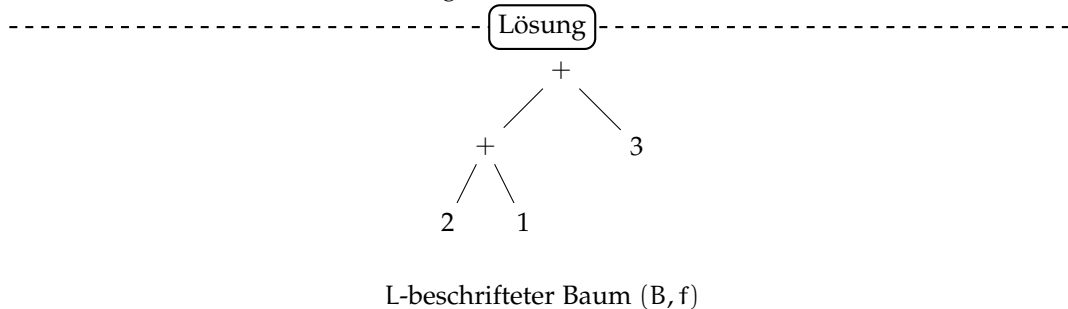 Lösung
+
+ 3
2 1
L-beschrifteter Baum (B, f)